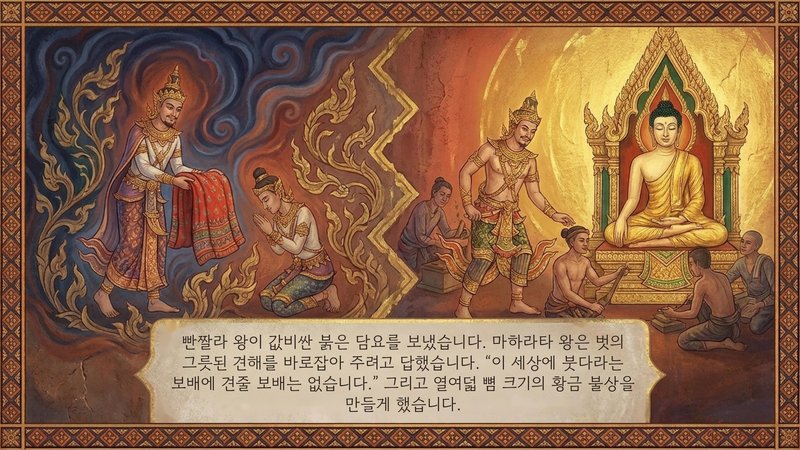 빤짤라 왕이 값비싼 붉은 담요를 보냈습니다. 마하라타 왕은 벗의
그릇된 견해를 바로잡아 주려고 답했습니다. “이 세상에 붓다라는
보배에 견줄 보배는 없습니다.” 그리고 열여덟 뼘 크기의 황금 불상을
만들게 했습니다.